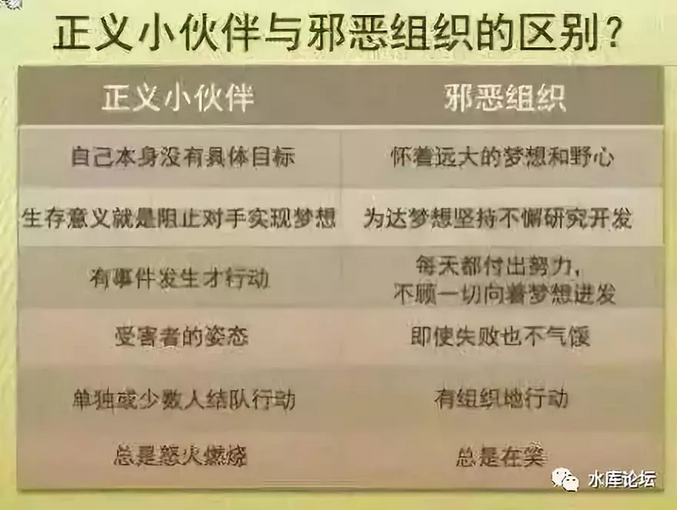 正义小伙伴与邪恶组织的区别?
正义小伙伴 邪恶组织
自己本身没有具体目标 怀着远大的梦想和野心
生存意义就是阻止对手实现梦想 为达梦想坚持不懈研究开发
有事件发生才行动 每天都付出努力,
不顾一切向着梦想进发
受害者的姿态 即使失败也不气馁
单独或少数人结队行动 有组织地行动
总是怒火燃烧 总是在笑
水库论坛